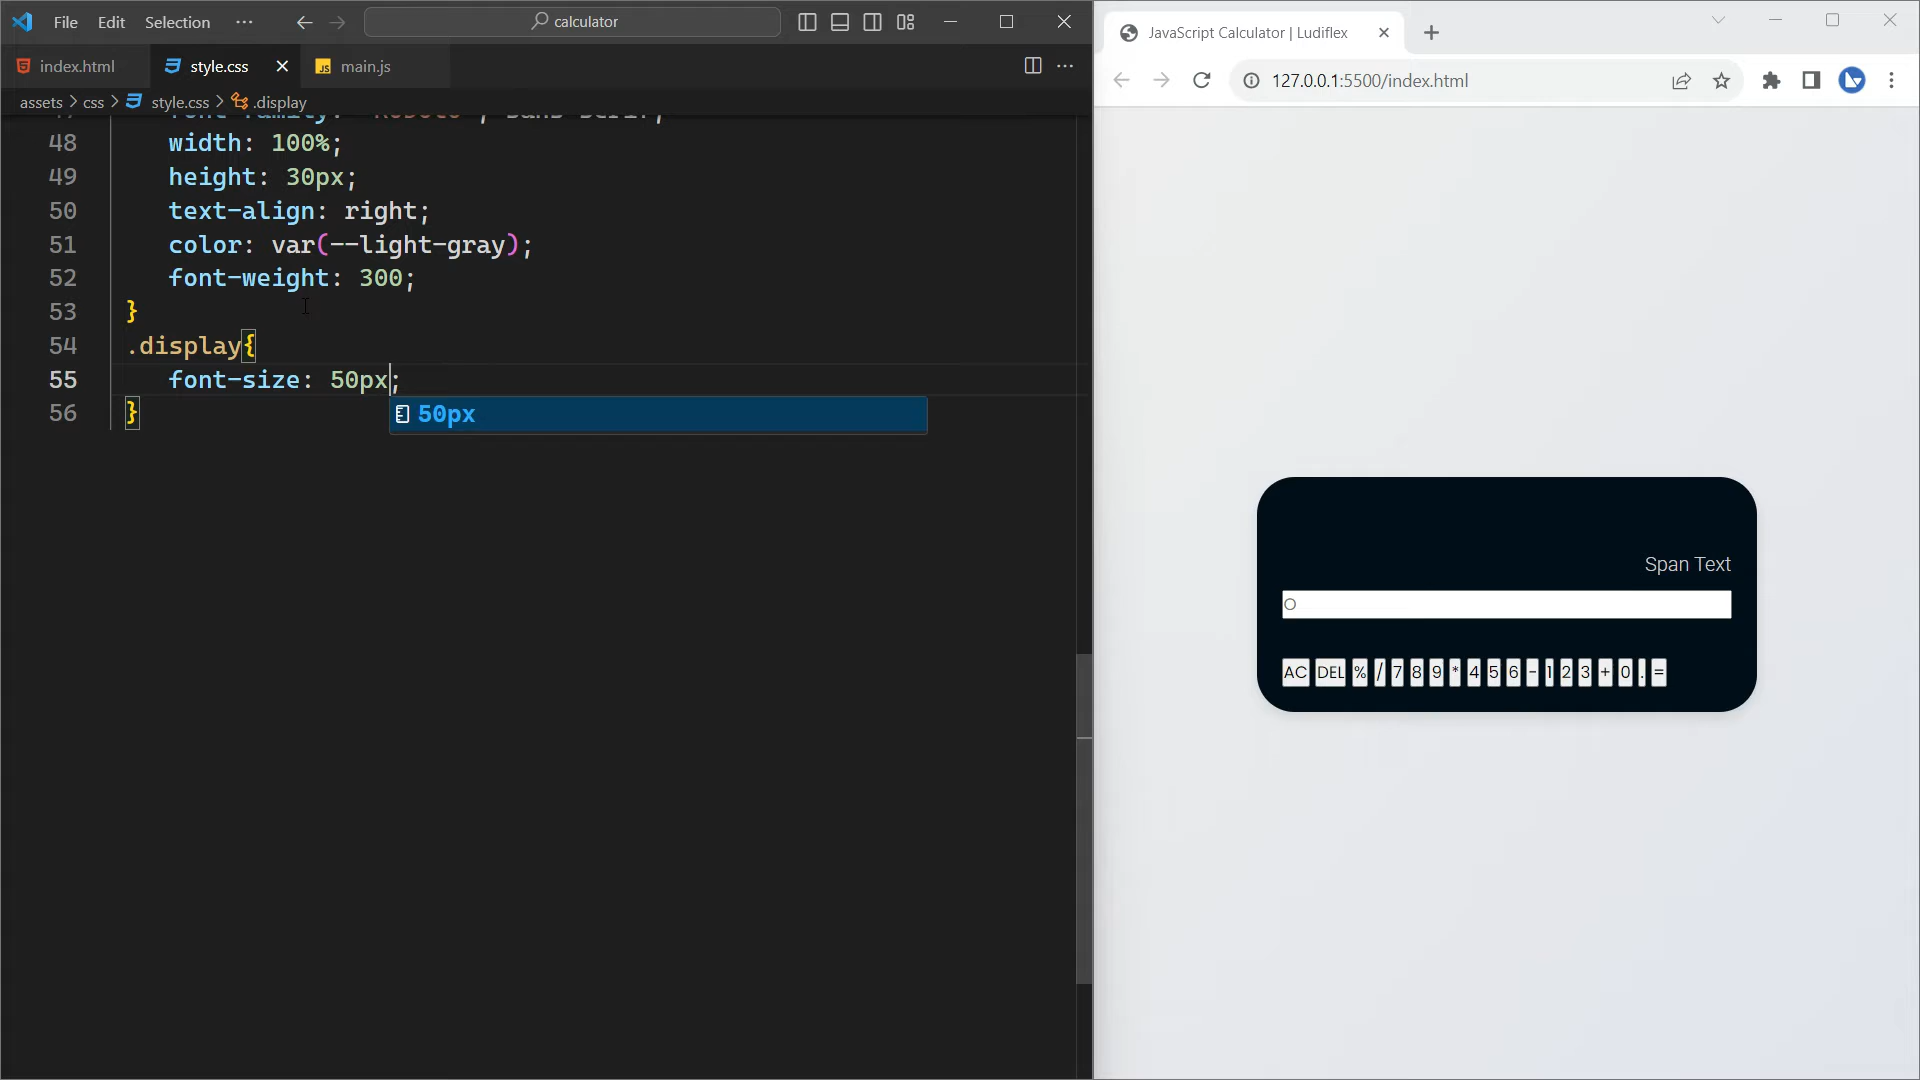 File Edit Selection ··· calculator
index.html style.css main.js
assets > css > style.css > .display
48 width: 100%;
49 height: 30px;
50 text-align: right;
51 color: var(--light-gray);
52 font-weight: 300;
53 }
54 .display{
55 font-size: 50px;
56 }
50px
JavaScript Calculator | Ludiflex
127.0.0.1:5500/index.html
Span Text
0
AC DEL % / 7 8 9 * 4 5 6 - 1 2 3 + 0 . =